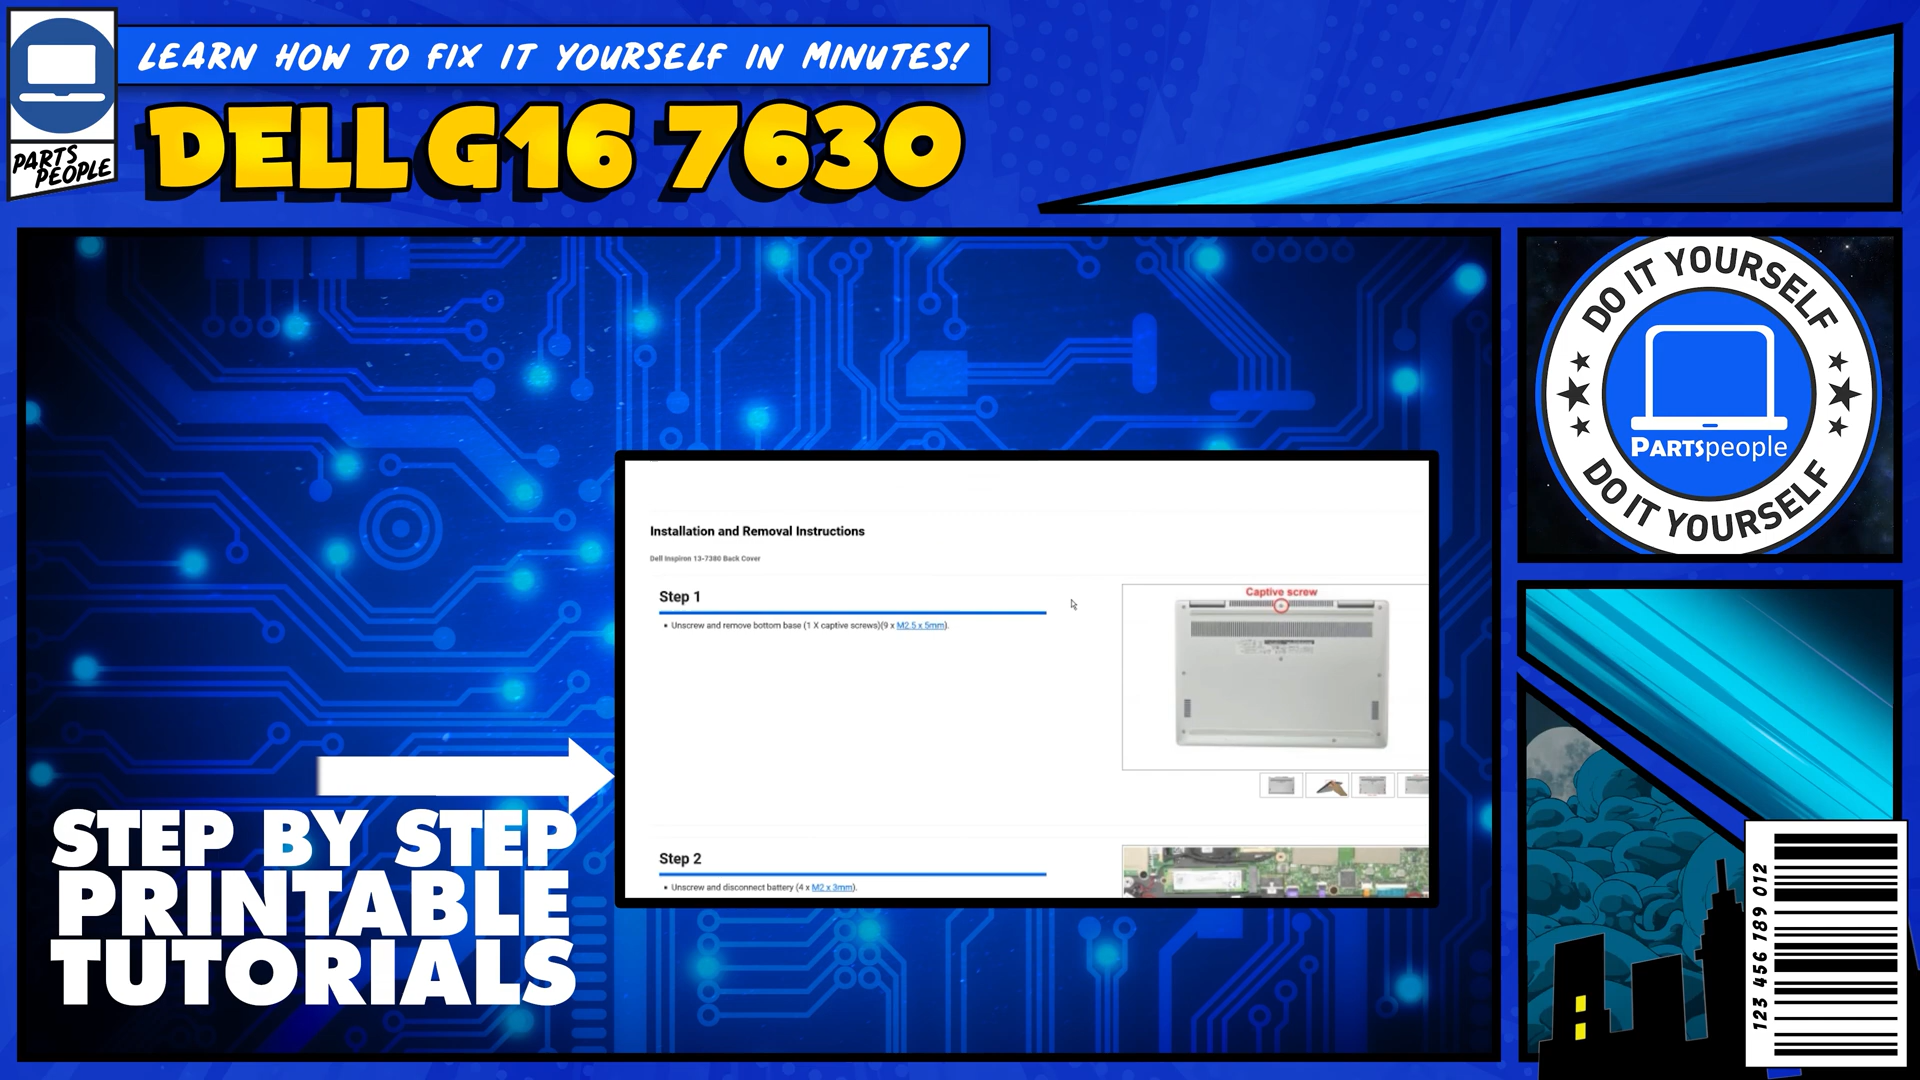 LEARN HOW TO FIX IT YOURSELF IN MINUTES!
DELL G16 7630
PARTS
PEOPLE
DO IT YOURSELF
PARTSpeople
DO IT YOURSELF
Installation and Removal Instructions
Dell Inspiron 13-7380 Back Cover
Step 1
Unscrew and remove bottom base (1 X captive screws)(9 x M2.5 x 5mm).
Captive screw
Step 2
Unscrew and disconnect battery (4 x M2 x 3mm).
STEP BY STEP
PRINTABLE
TUTORIALS
123 456 789 012